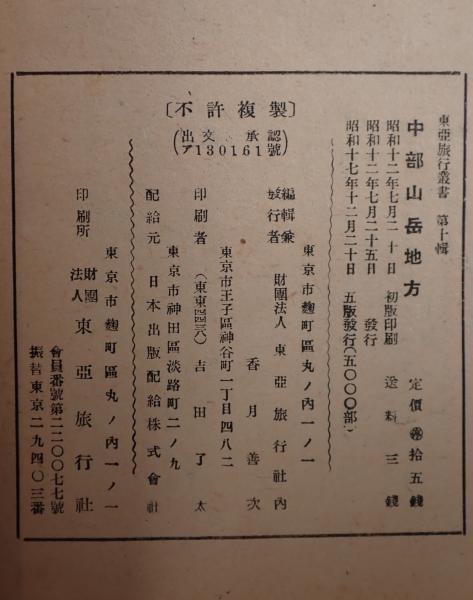 東亞旅行叢書 第十輯
中部山岳地方 定價㊕拾五錢
昭和十二年七月二十日 初版印刷 送料三錢
昭和十二年七月二十五日 發行
昭和十七年十二月二十日 五版發行(五〇〇〇部)
〔不許複製〕
(出文承認 ア130161號)
東京市麴町區丸ノ內一ノ一
編輯兼發行者 財團法人 東亞旅行社內
香月善次
東京市王子區神谷町一丁目四八二
印刷者 (東東四三八) 吉田了太
東京市神田區淡路町二ノ九
配給元 日本出版配給株式會社
東京市麴町區丸ノ內一ノ一
印刷所 財團法人 東亞旅行社
會員番號第二二〇〇七七號
振替東京二九四〇三番